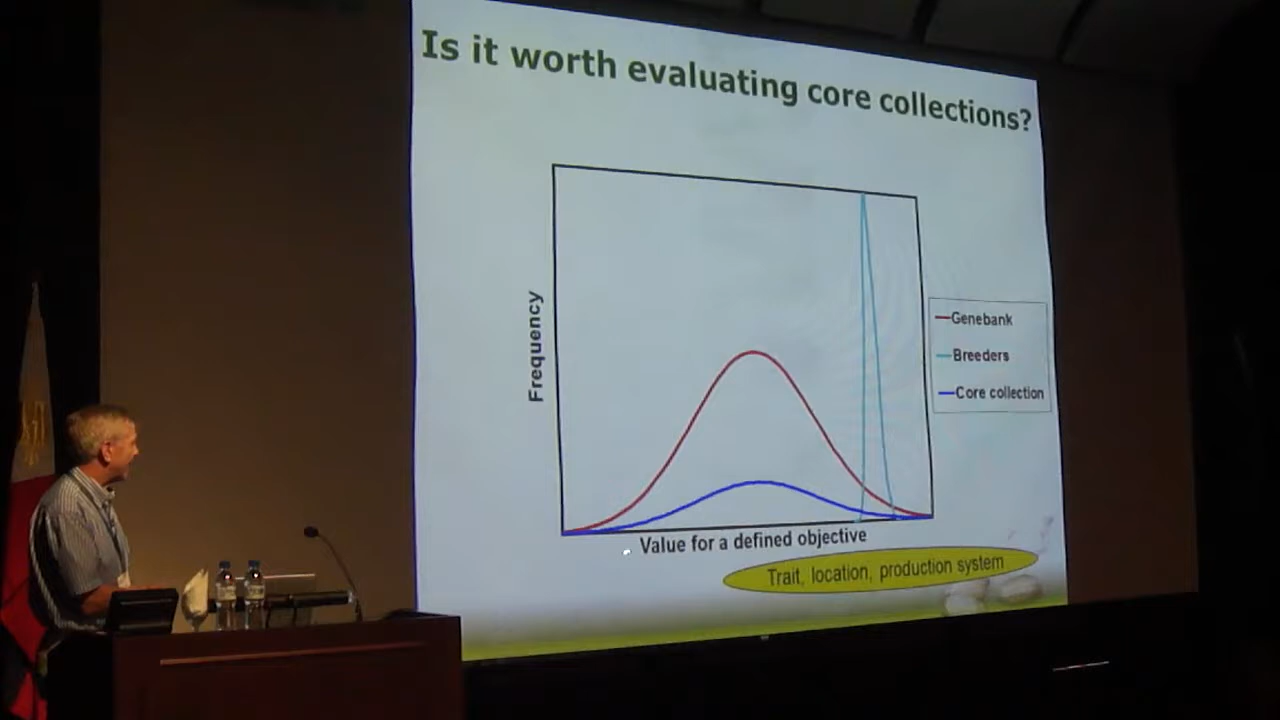 Is it worth evaluating core collections?
Frequency
Genebank
Breeders
Core collection
Value for a defined objective
Trait, location, production system